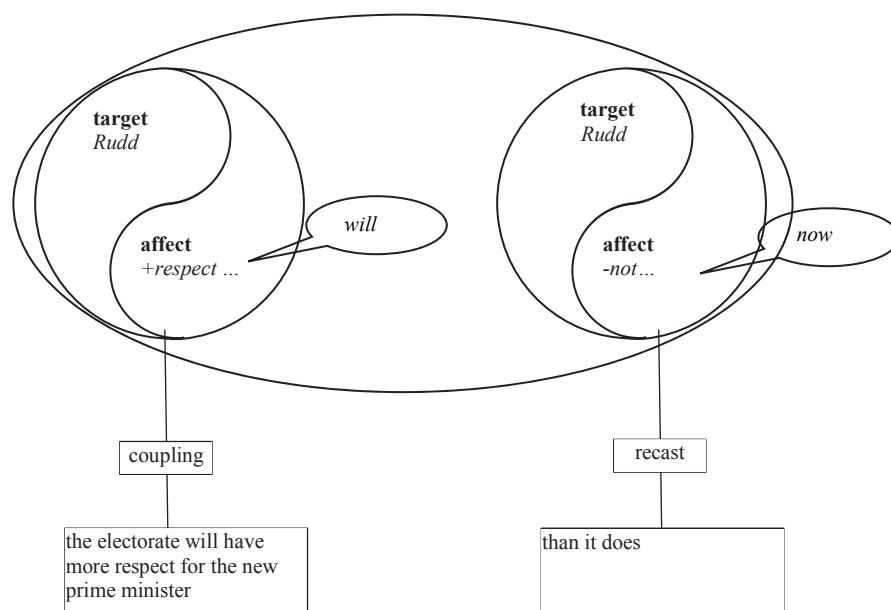 target
Rudd
affect
+respect ...
will
target
Rudd
affect
-not...
now
coupling
recast
the electorate will have
more respect for the new
prime minister
than it does